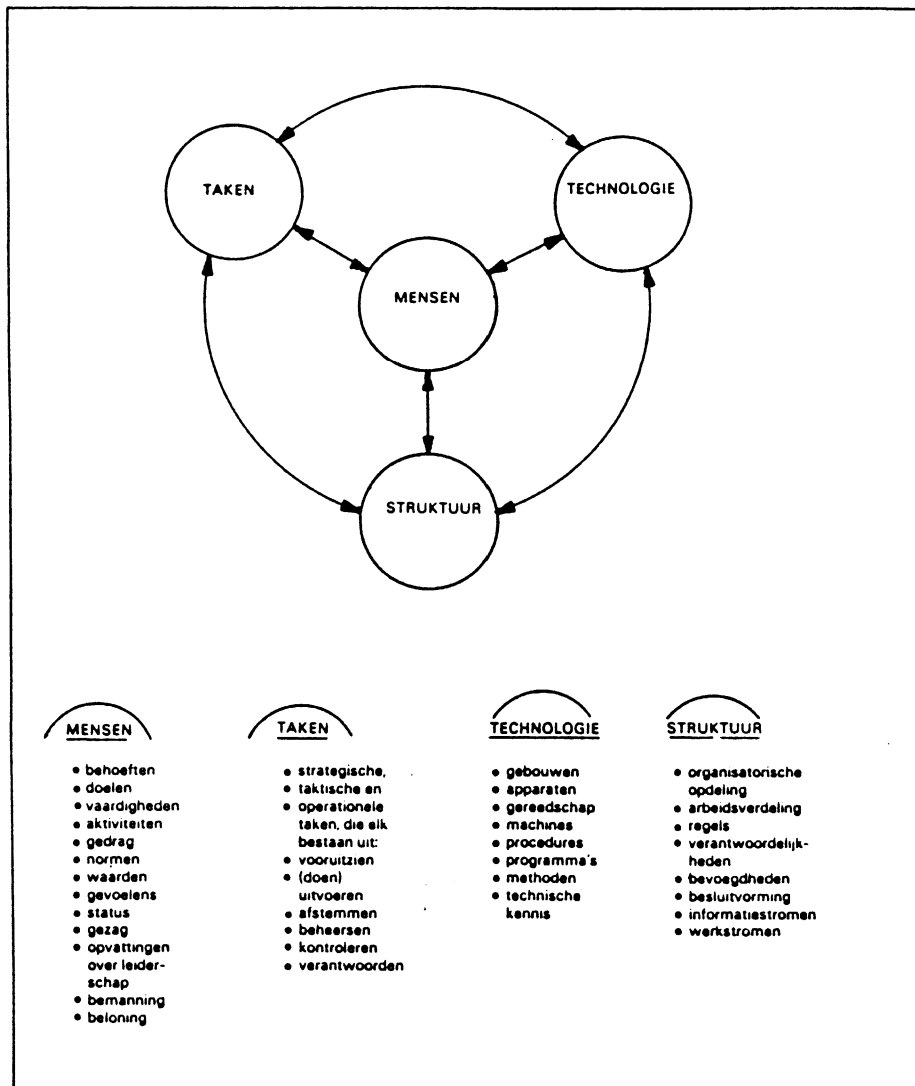 TAKEN
TECHNOLOGIE
MENSEN
STRUKTUUR
MENSEN
• behoeften
• doelen
• vaardigheden
• aktiviteiten
• gedrag
• normen
• waarden
• gevoelens
• status
• gezag
• opvattingen
over leider-
schap
• bemanning
• beloning
TAKEN
• strategische,
• taktische en
• operationele
taken, die elk
bestaan uit:
• vooruitzien
• (doen)
uitvoeren
• afstemmen
• beheersen
• kontroleren
• verantwoorden
TECHNOLOGIE
• gebouwen
• apparaten
• gereedschap
• machines
• procedures
• programma's
• methoden
• technische
kennis
STRUKTUUR
• organisatorische
opdeling
• arbeidsverdeling
• regels
• verantwoordelijk-
heden
• bevoegdheden
• besluitvorming
• informatiestromen
• werkstromen